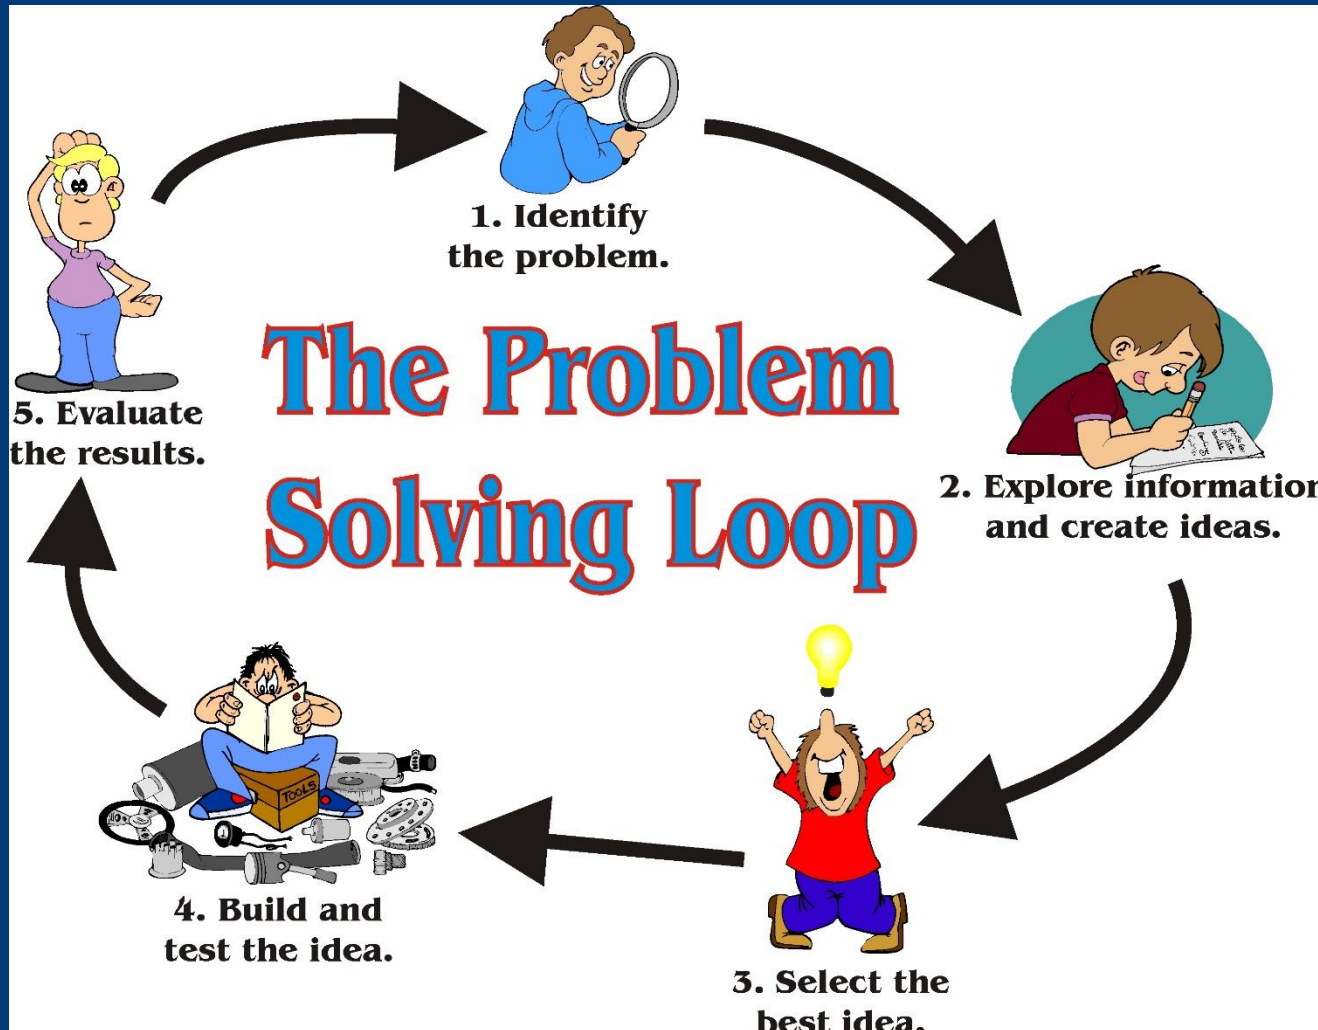 1. Identify
the problem.
The Problem
Solving Loop
2. Explore information
and create ideas.
3. Select the
best idea.
TOOLS
4. Build and
test the idea.
5. Evaluate
the results.